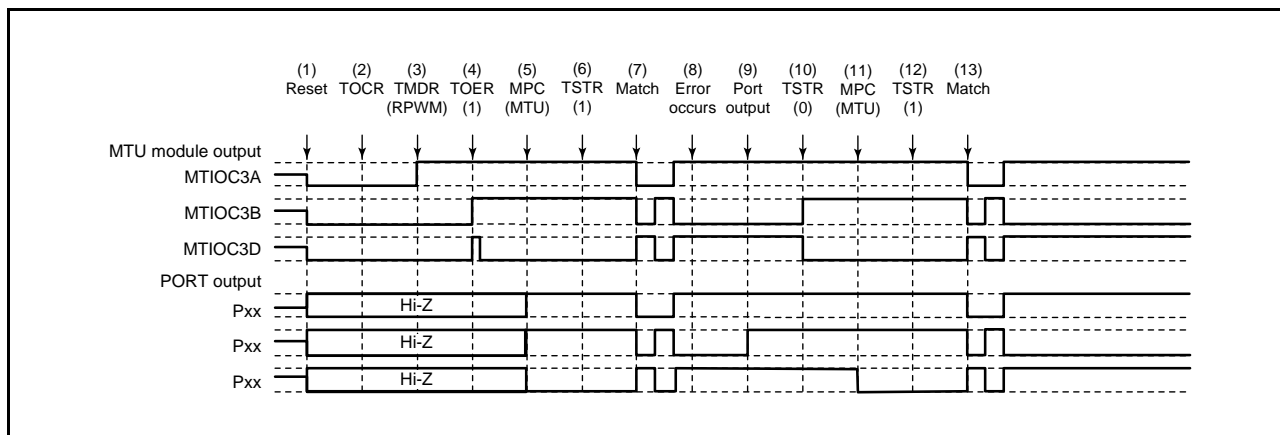 (1) (2) (3) (4) (5) (6) (7) (8) (9) (10) (11) (12) (13)
Reset TOCR TMDR TOER MPC TSTR Match Error Port TSTR MPC TSTR Match
(RPWM) (1) (MTU) (1) occurs output (0) (MTU) (1)
MTU module output
MTIOC3A
MTIOC3B
MTIOC3D
PORT output
Pxx Hi-Z
Pxx Hi-Z
Pxx Hi-Z